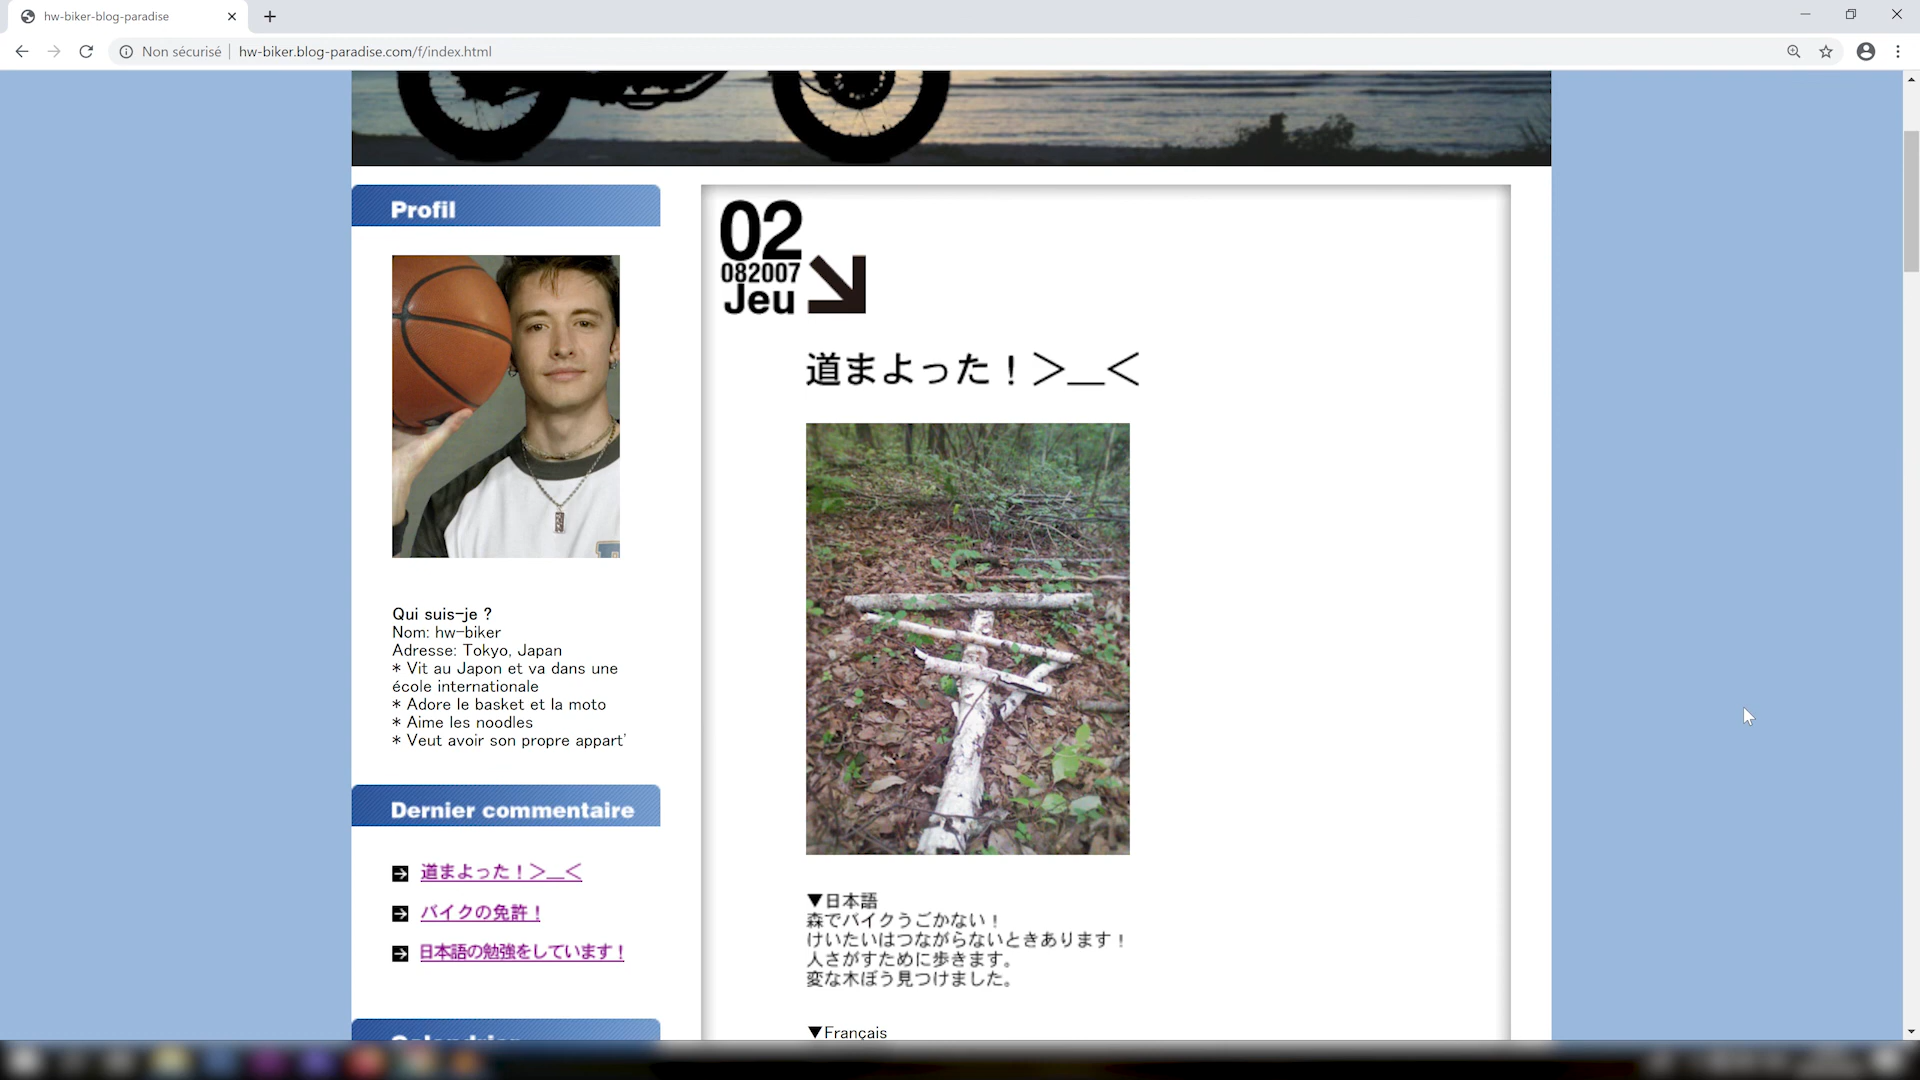 hw-biker-blog-paradise
Non sécurisé
hw-biker.blog-paradise.com/f/index.html
Profil
Qui suis-je ?
Nom: hw-biker
Adresse: Tokyo, Japan
* Vit au Japon et va dans une
école internationale
* Adore le basket et la moto
* Aime les noodles
* Veut avoir son propre appart'
Dernier commentaire
道まよった！＞＿＜
バイクの免許！
日本語の勉強をしています！
02
082007
Jeu
道まよった！＞＿＜
▼日本語
森でバイクうごかない！
けいたいはつながらないときあります！
人さがすために歩きます。
変な木ぼう見つけました。
▼Français